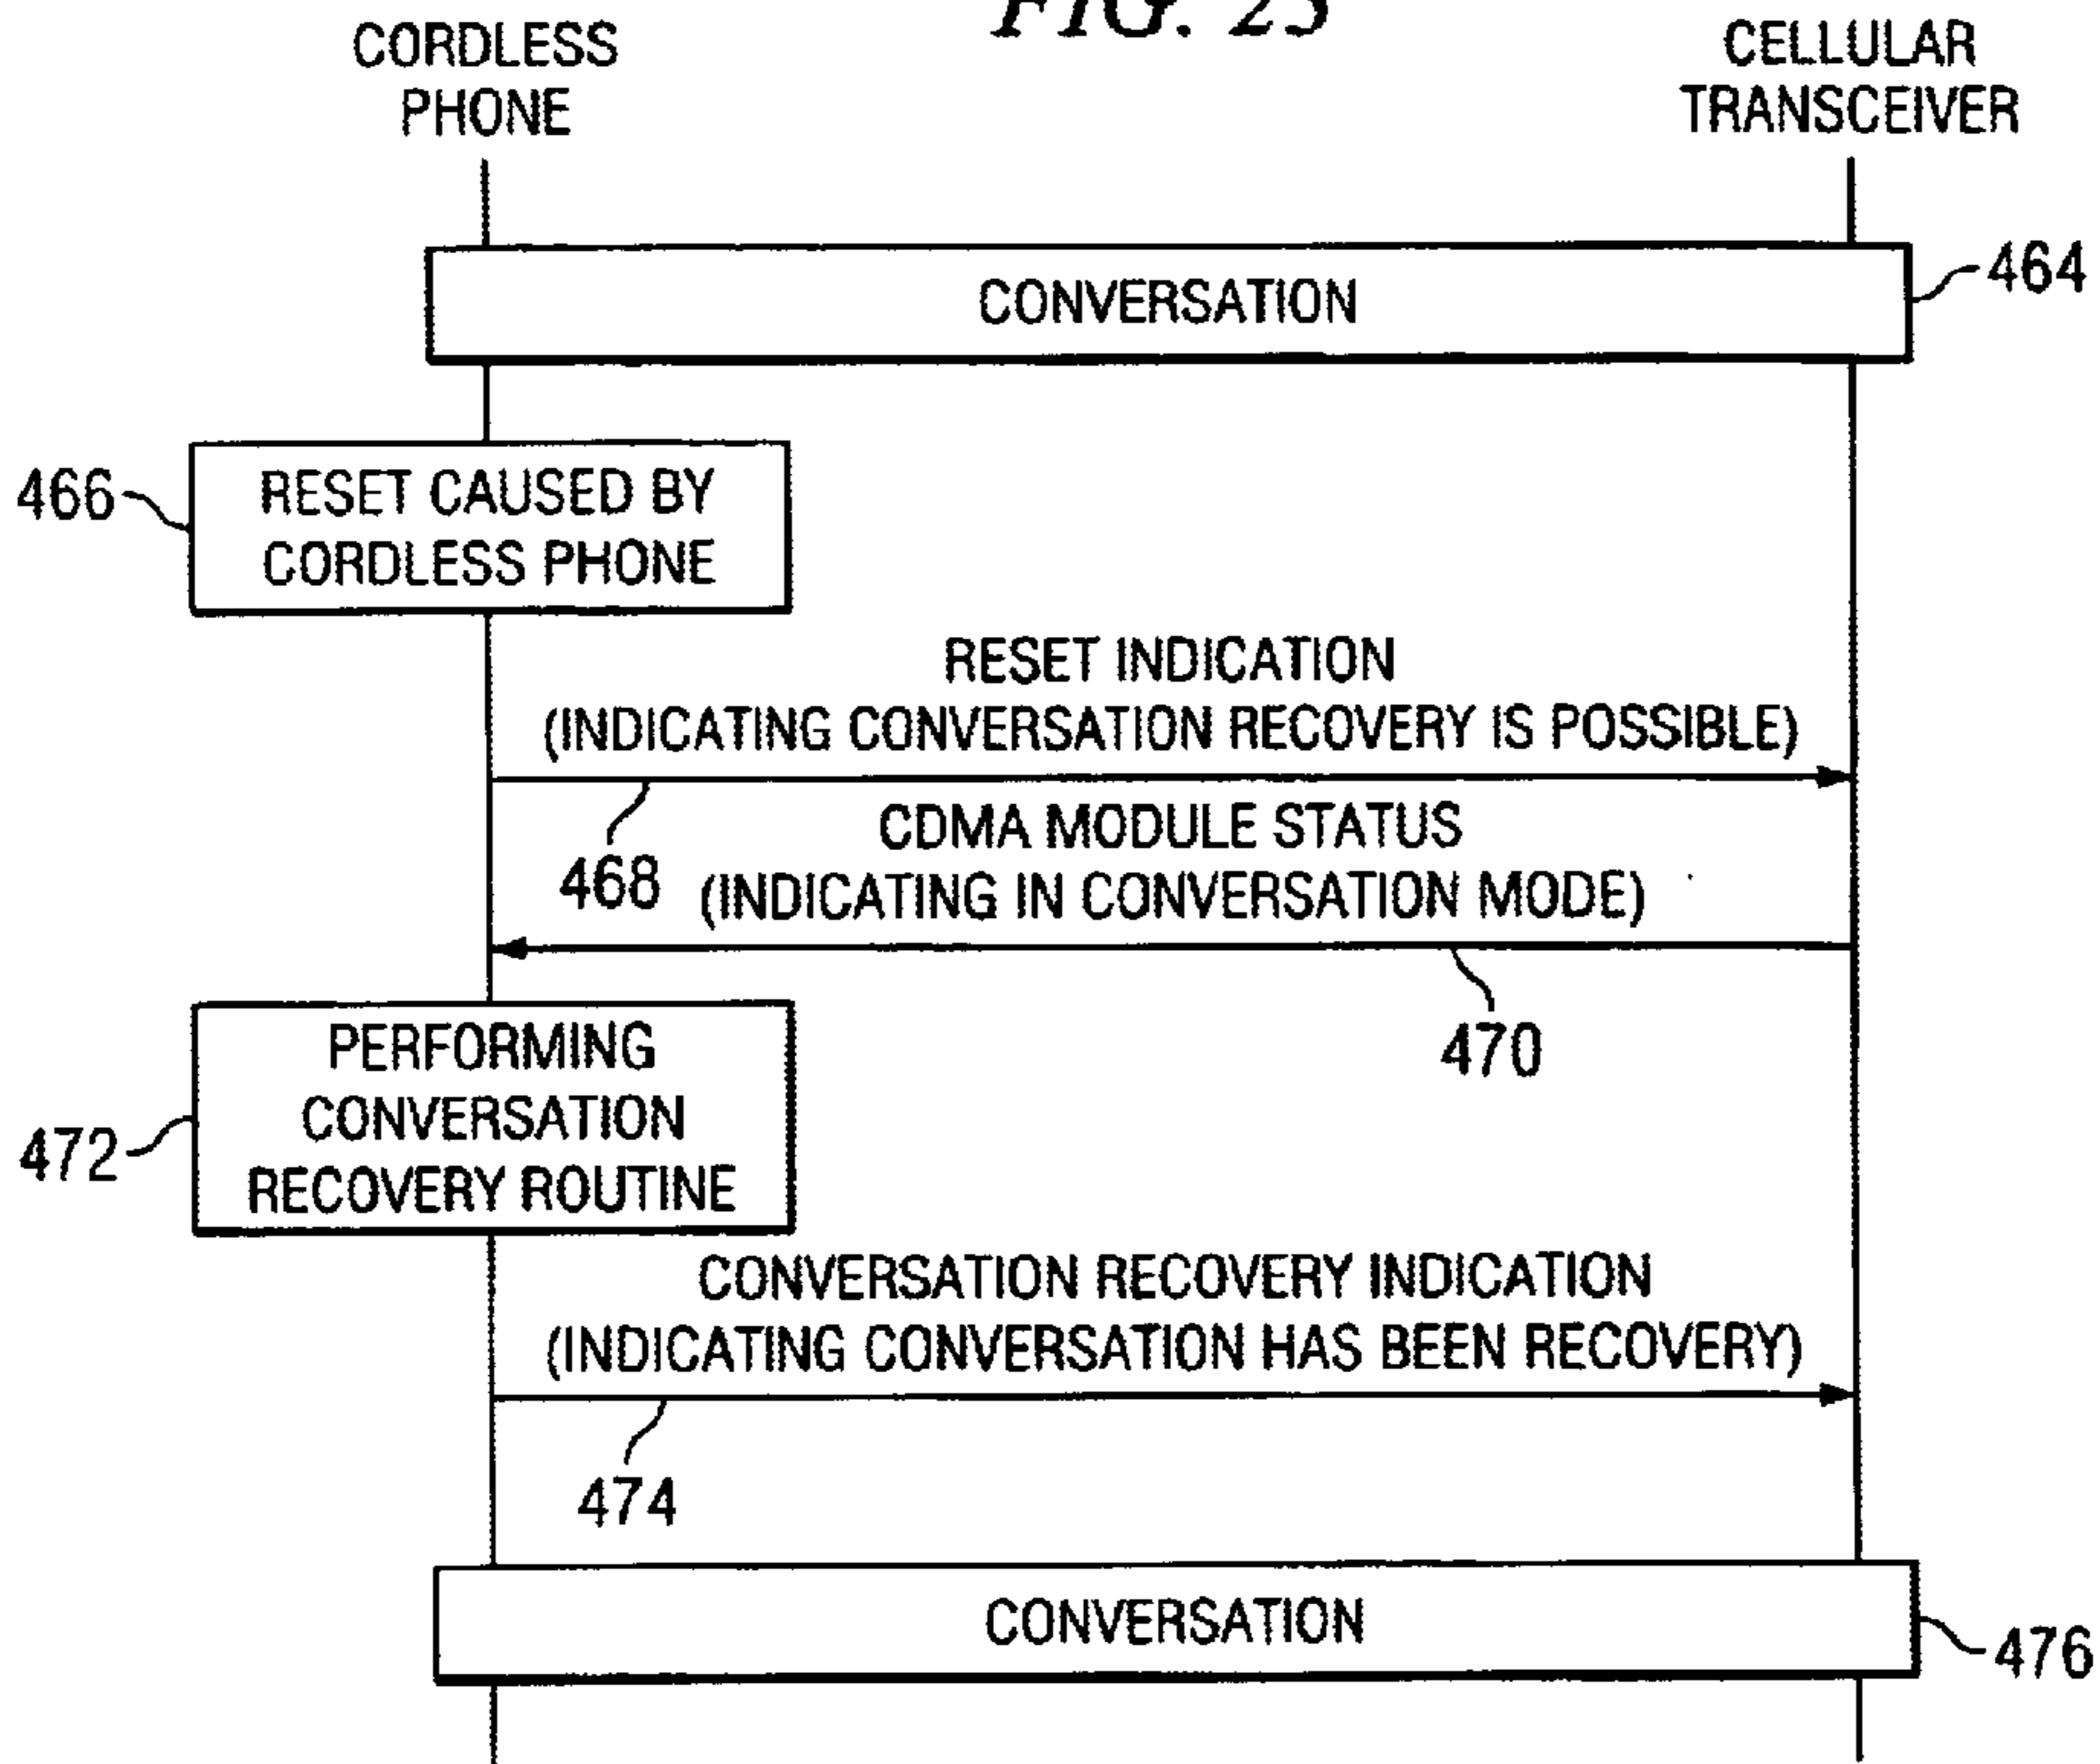 FIG. 23
CORDLESS
PHONE
CELLULAR
TRANSCEIVER
CONVERSATION
464
466
RESET CAUSED BY
CORDLESS PHONE
RESET INDICATION
(INDICATING CONVERSATION RECOVERY IS POSSIBLE)
468
CDMA MODULE STATUS
(INDICATING IN CONVERSATION MODE)
470
472
PERFORMING
CONVERSATION
RECOVERY ROUTINE
CONVERSATION RECOVERY INDICATION
(INDICATING CONVERSATION HAS BEEN RECOVERY)
474
CONVERSATION
476